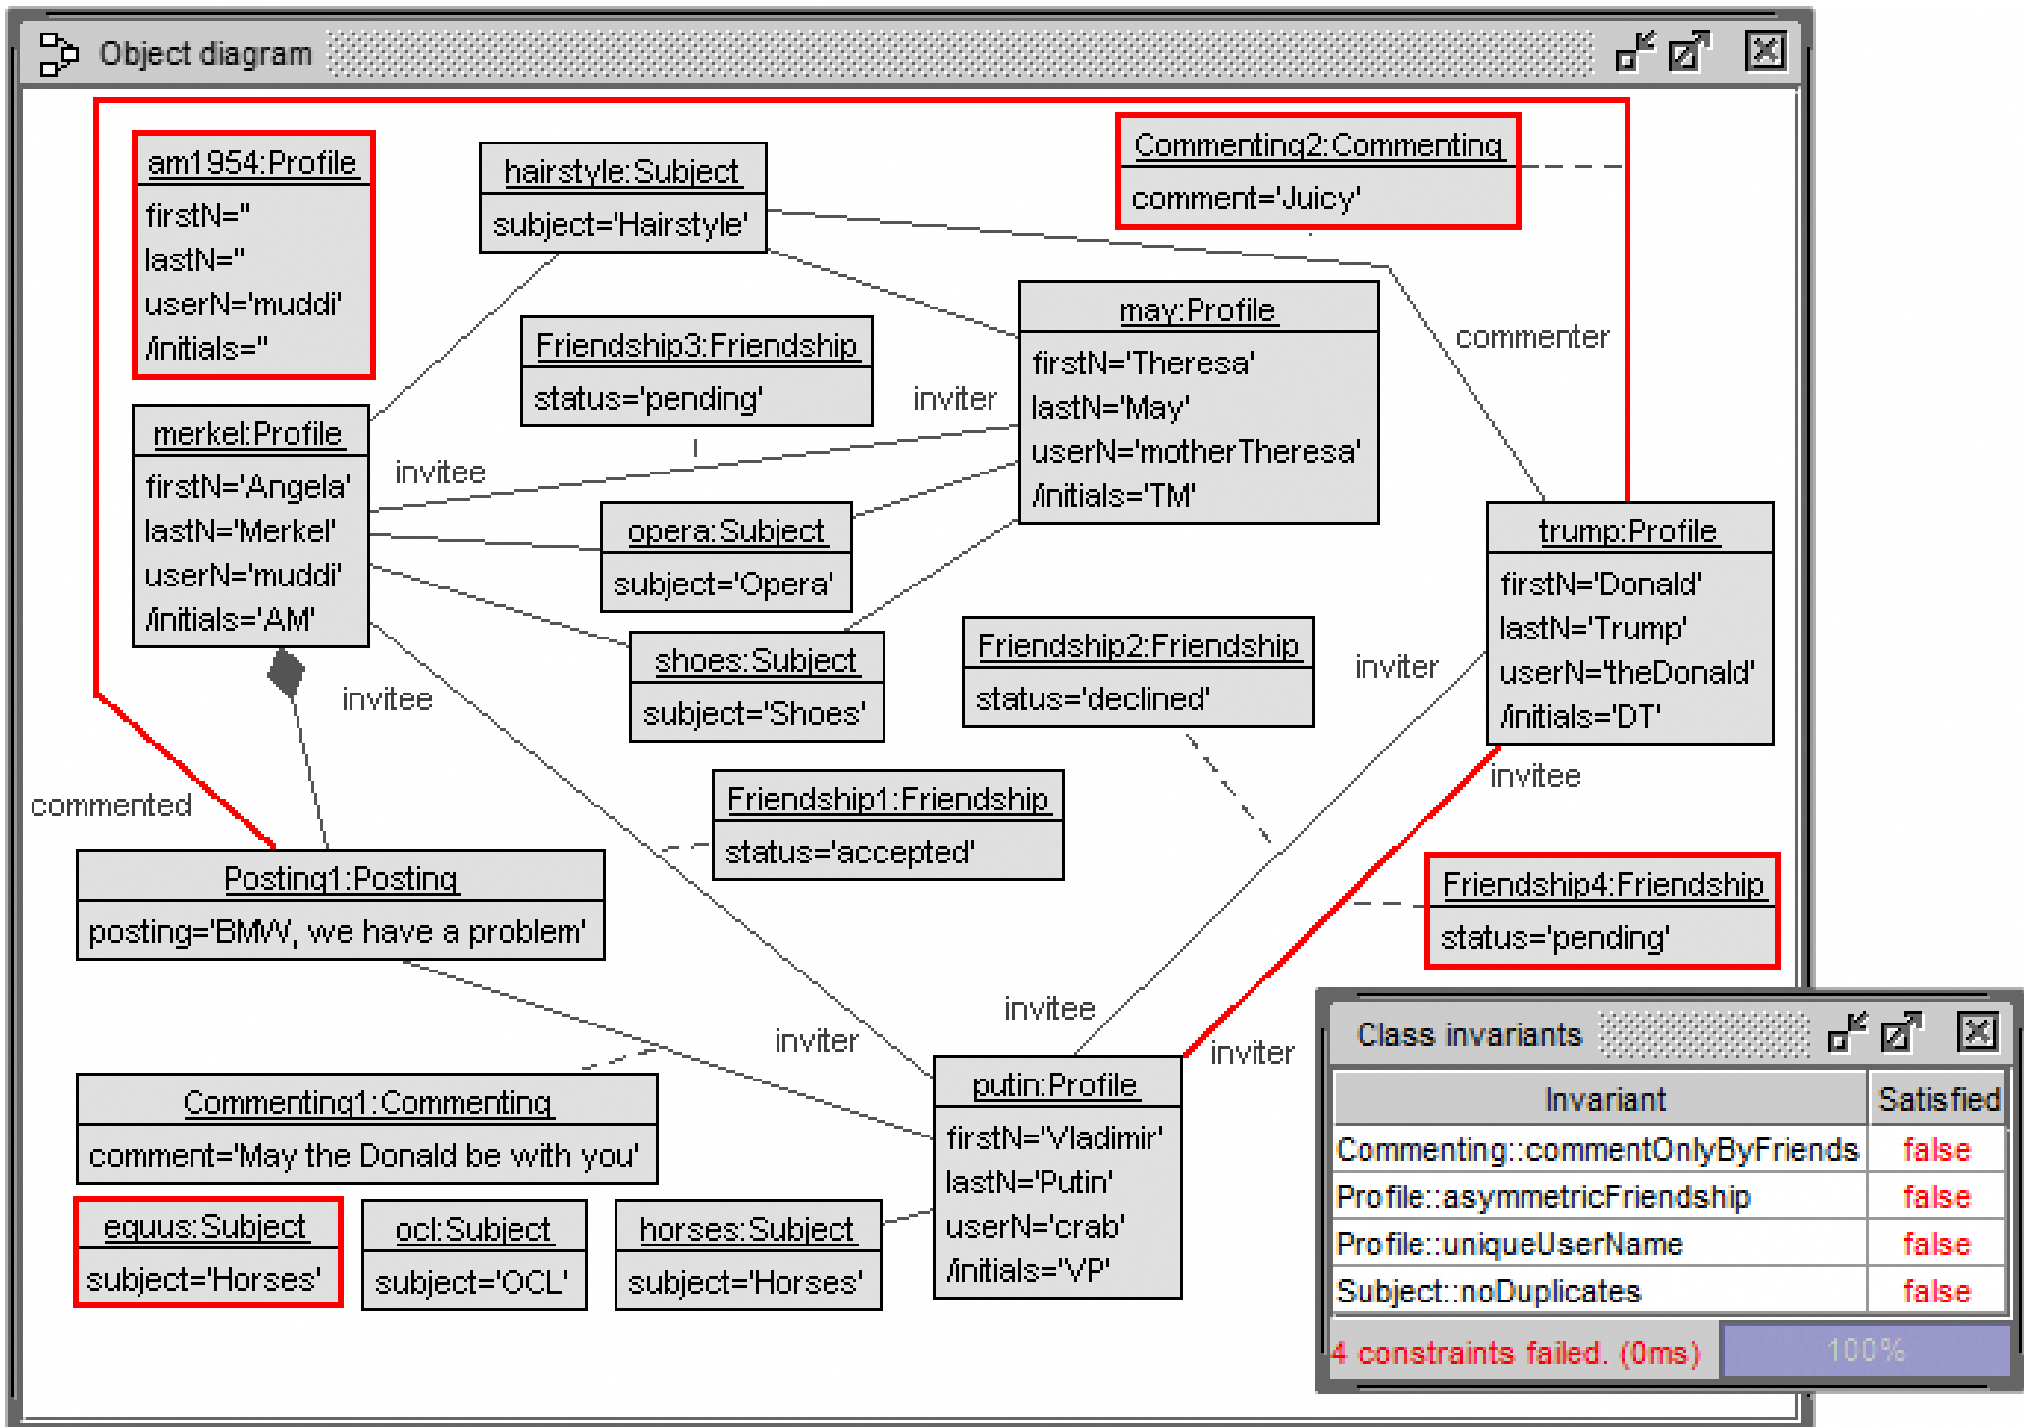 Object diagram
am1954:Profile
firstN=''
lastN=''
userN='muddi'
/initials=''
hairstyle:Subject
subject='Hairstyle'
Commenting2:Commenting
comment='Juicy'
may:Profile
firstN='Theresa'
lastN='May'
userN='motherTheresa'
/initials='TM'
commenter
Friendship3:Friendship
status='pending'
inviter
invitee
merkel:Profile
firstN='Angela'
lastN='Merkel'
userN='muddi'
/initials='AM'
opera:Subject
subject='Opera'
trump:Profile
firstN='Donald'
lastN='Trump'
userN='theDonald'
/initials='DT'
shoes:Subject
subject='Shoes'
Friendship2:Friendship
status='declined'
inviter
invitee
invitee
commented
Friendship1:Friendship
status='accepted'
Posting1:Posting
posting='BMW, we have a problem'
Friendship4:Friendship
status='pending'
invitee
inviter
inviter
Commenting1:Commenting
comment='May the Donald be with you'
putin:Profile
firstN='Vladimir'
lastN='Putin'
userN='crab'
/initials='VP'
equus:Subject
subject='Horses'
ocl:Subject
subject='OCL'
horses:Subject
subject='Horses'
Class invariants
Invariant Satisfied
Commenting::commentOnlyByFriends false
Profile::asymmetricFriendship false
Profile::uniqueUserName false
Subject::noDuplicates false
4 constraints failed. (0ms) 100%